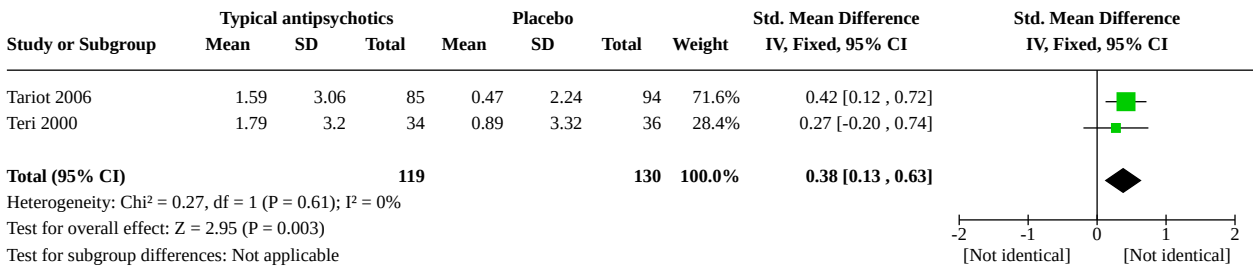 Typical antipsychotics Placebo Std. Mean Difference Std. Mean Difference
Study or Subgroup Mean SD Total Mean SD Total Weight IV, Fixed, 95% CI IV, Fixed, 95% CI
Tariot 2006 1.59 3.06 85 0.47 2.24 94 71.6% 0.42 [0.12 , 0.72]
Teri 2000 1.79 3.2 34 0.89 3.32 36 28.4% 0.27 [-0.20 , 0.74]
Total (95% CI) 119 130 100.0% 0.38 [0.13 , 0.63]
Heterogeneity: Chi² = 0.27, df = 1 (P = 0.61); I² = 0%
Test for overall effect: Z = 2.95 (P = 0.003)
-2 -1 0 1 2
Test for subgroup differences: Not applicable [Not identical] [Not identical]